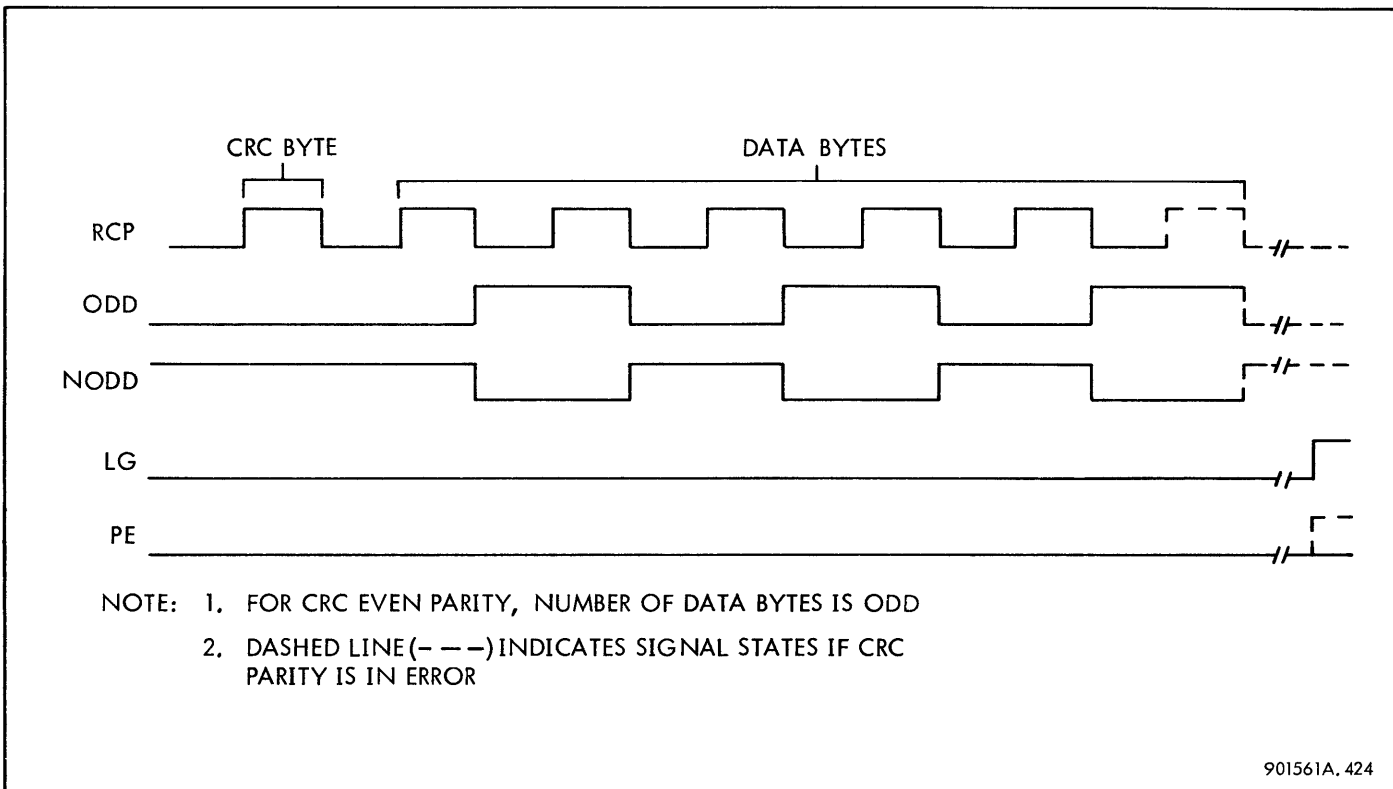 CRC BYTE
DATA BYTES
RCP
ODD
NODD
LG
PE
NOTE: 1. FOR CRC EVEN PARITY, NUMBER OF DATA BYTES IS ODD
2. DASHED LINE (- - -) INDICATES SIGNAL STATES IF CRC
PARITY IS IN ERROR
901561A.424